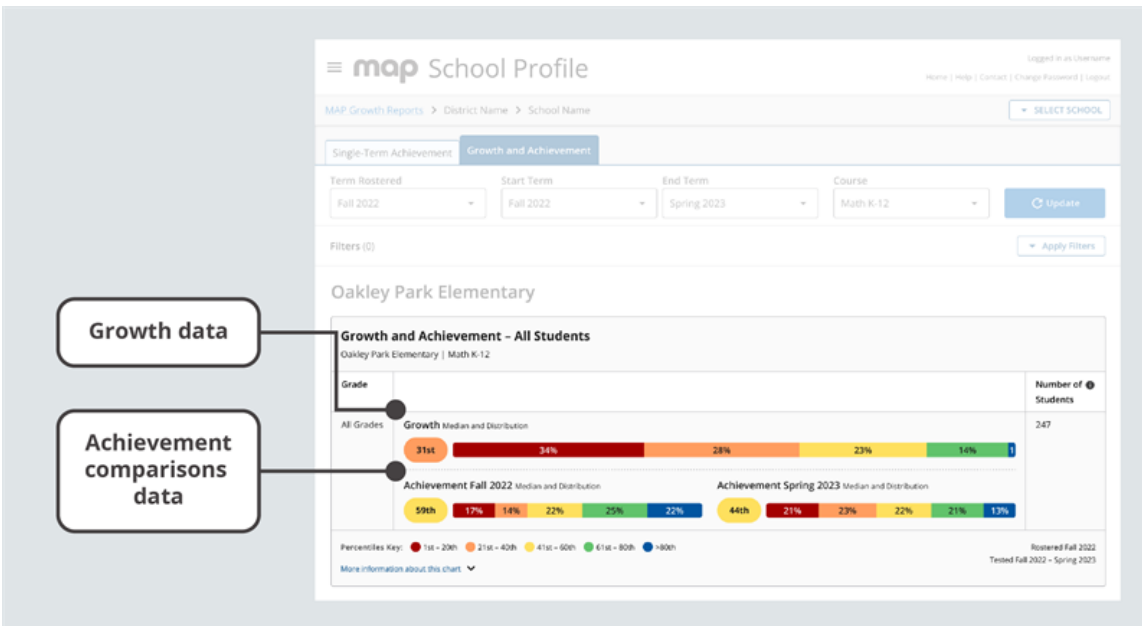 map School Profile
Logged in as Username
Home | Help | Contact | Change Password | Logout
MAP Growth Reports > District Name > School Name
SELECT SCHOOL
Single-Term Achievement
Growth and Achievement
Term Rostered
Start Term
End Term
Course
Fall 2022
Fall 2022
Spring 2023
Math K-12
Update
Filters (0)
Apply Filters
Oakley Park Elementary
Growth data
Growth and Achievement – All Students
Oakley Park Elementary | Math K-12
Grade
Number of
Students
Achievement
comparisons
data
All Grades
Growth Median and Distribution
247
31st 34% 28% 23% 14% 1
Achievement Fall 2022 Median and Distribution
Achievement Spring 2023 Median and Distribution
59th 17% 14% 22% 25% 22%
44th 21% 23% 22% 21% 13%
Percentiles Key: 1st – 20th 21st – 40th 41st – 60th 61st – 80th >80th
Rostered Fall 2022
More information about this chart
Tested Fall 2022 – Spring 2023